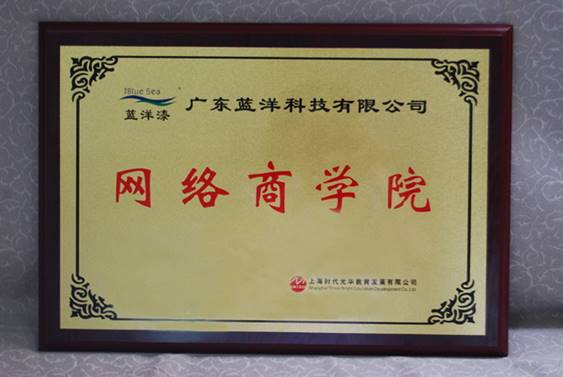 Blue Sea
蓝洋漆
广东蓝洋科技有限公司
网络商学院
上海时代光华教育发展有限公司